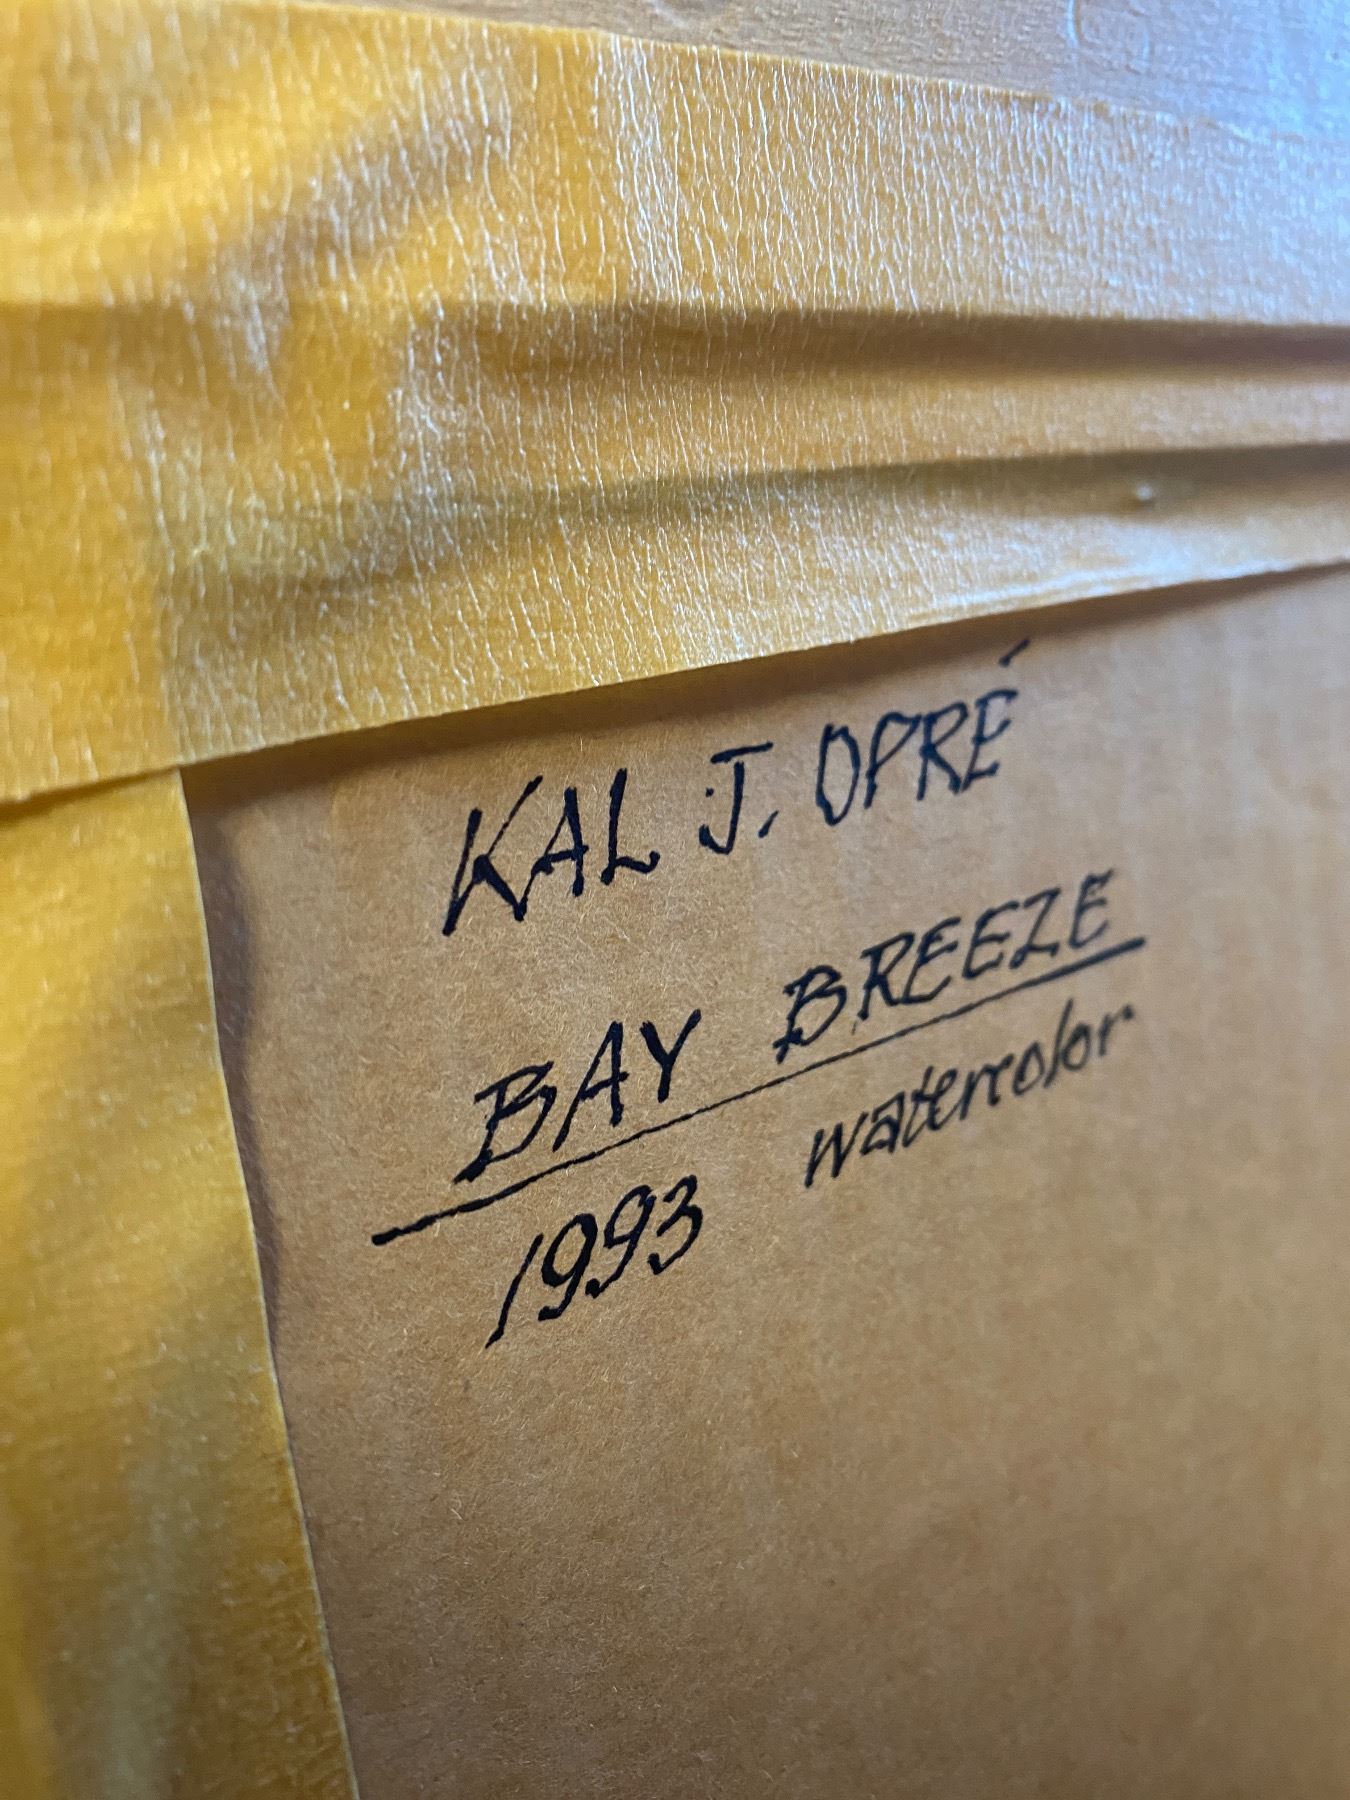 KAL J. OPRÉ
BAY BREEZE
1993 watercolor